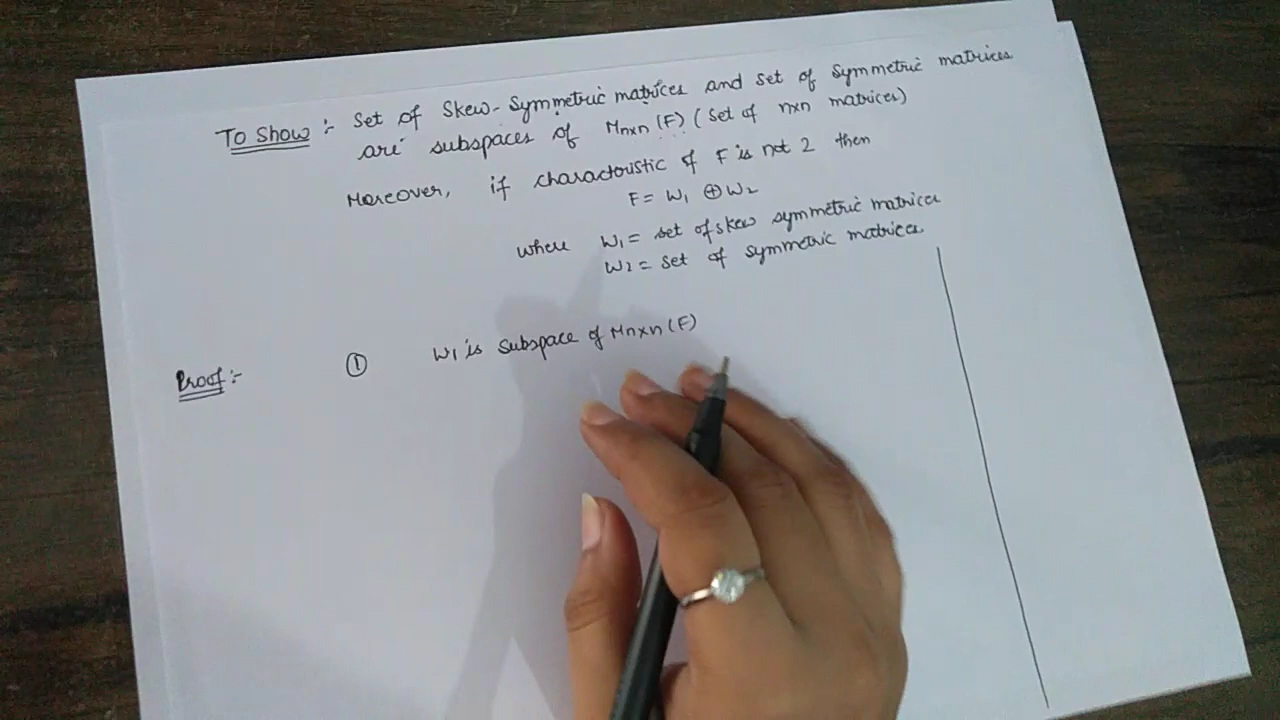 To Show :- Set of Skew-Symmetric matrices and set of symmetric matrices
are subspaces of Mnxn (F) (Set of nxn matrices)
Moreover, if charactoristic of F is not 2 then
F = W1 ⊕ W2
where W1 = set of skew symmetric matrices
W2 = set of symmetric matrices.
Proof :- ① W1 is subspace of Mnxn (F)